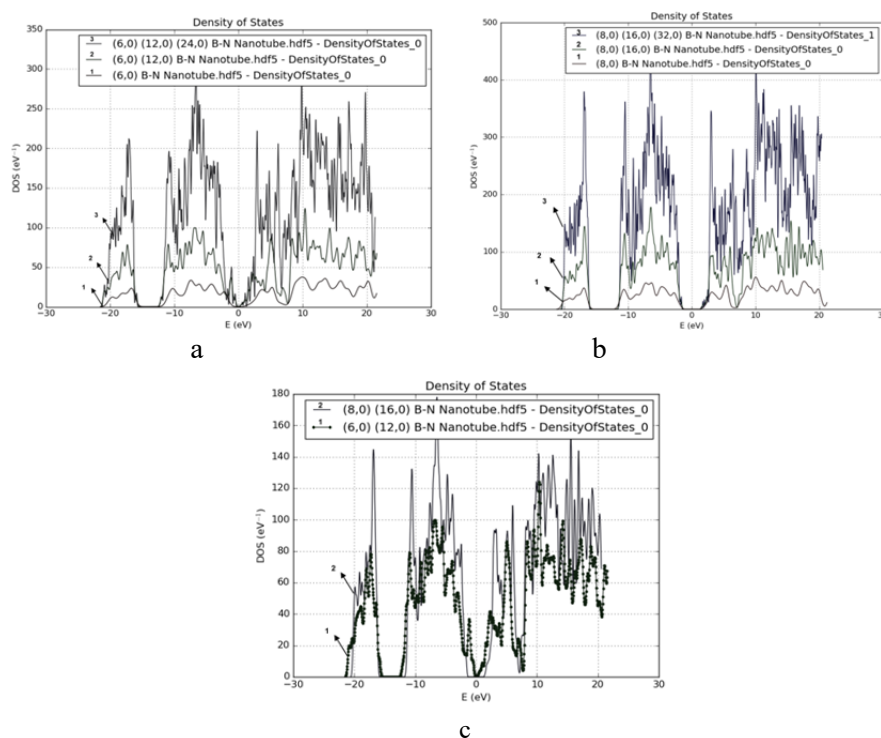 Density of States
3 (6,0) (12,0) (24,0) B-N Nanotube.hdf5 - DensityOfStates_0
2 (6,0) (12,0) B-N Nanotube.hdf5 - DensityOfStates_0
1 (6,0) B-N Nanotube.hdf5 - DensityOfStates_0
350
300
250
200
150
100
50
0
DOS (eV⁻¹)
3
2
1
−30 −20 −10 0 10 20 30
E (eV)
a
Density of States
3 (8,0) (16,0) (32,0) B-N Nanotube.hdf5 - DensityOfStates_1
2 (8,0) (16,0) B-N Nanotube.hdf5 - DensityOfStates_0
1 (8,0) B-N Nanotube.hdf5 - DensityOfStates_0
500
400
300
200
100
0
DOS (eV⁻¹)
3
2
1
−30 −20 −10 0 10 20 30
E (eV)
b
Density of States
2 (8,0) (16,0) B-N Nanotube.hdf5 - DensityOfStates_0
1 (6,0) (12,0) B-N Nanotube.hdf5 - DensityOfStates_0
180
160
140
120
100
80
60
40
20
0
DOS (eV⁻¹)
2
1
−30 −20 −10 0 10 20 30
E (eV)
c